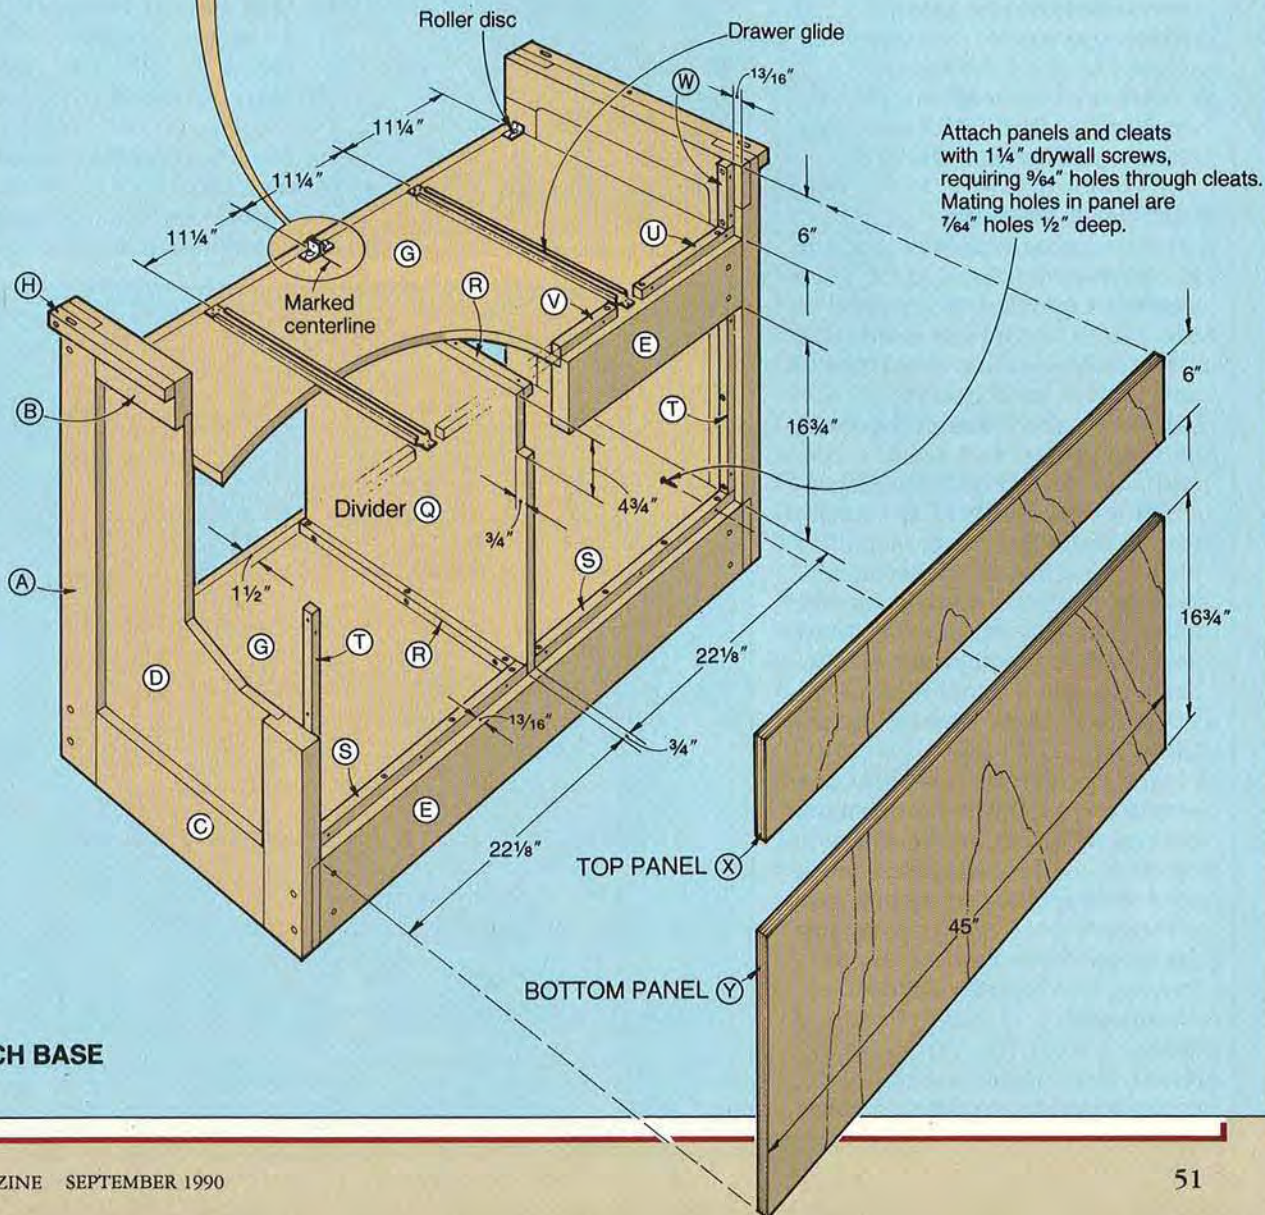 Roller disc
Drawer glide
W
13/16"
Attach panels and cleats
with 1¼" drywall screws,
requiring 9/64" holes through cleats.
Mating holes in panel are
7/64" holes ½" deep.
11¼"
11¼"
11¼"
U
6"
G
H
Marked
centerline
R
V
E
6"
B
T
16¾"
Divider Q
4¾"
¾"
A
1½"
S
16¾"
G
T
R
22⅛"
D
13/16"
¾"
S
E
C
22⅛"
TOP PANEL X
45"
BOTTOM PANEL Y
CH BASE
ZINE SEPTEMBER 1990
51